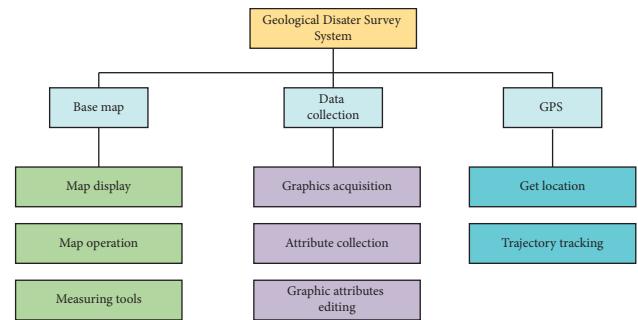 Geological Disater Survey
System
Base map
Data
collection
GPS
Map display
Graphics acquisition
Get location
Map operation
Attribute collection
Trajectory tracking
Measuring tools
Graphic attributes
editing